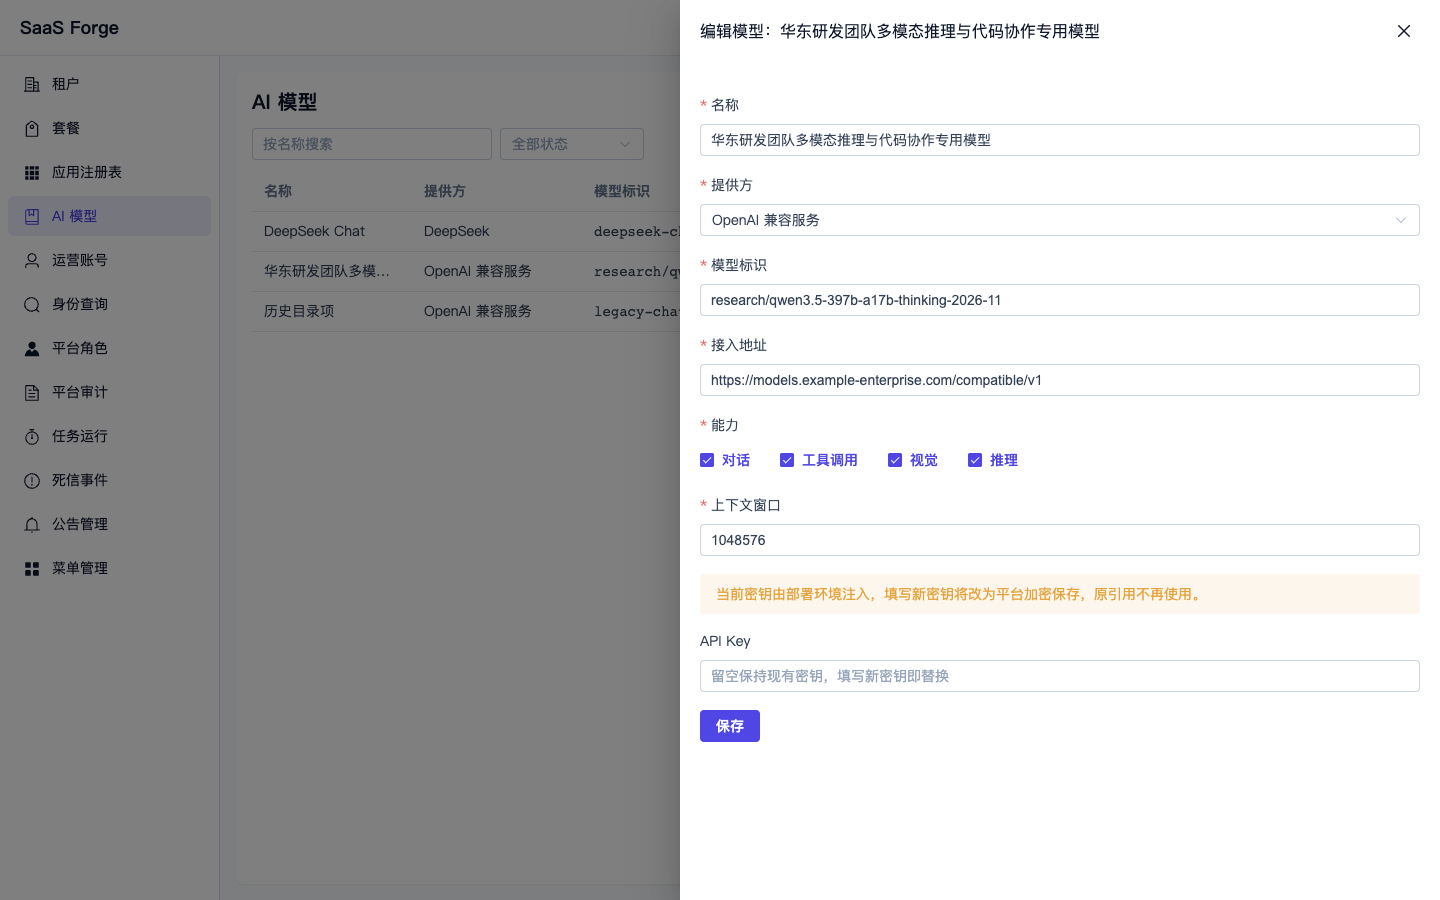 SaaS Forge
租户
套餐
应用注册表
AI 模型
运营账号
身份查询
平台角色
平台审计
任务运行
死信事件
公告管理
菜单管理
AI 模型
按名称搜索
全部状态
名称 提供方 模型标识
DeepSeek Chat DeepSeek deepseek-cl
华东研发团队多模... OpenAI 兼容服务 research/qw
历史目录项 OpenAI 兼容服务 legacy-cha
编辑模型：华东研发团队多模态推理与代码协作专用模型
* 名称
华东研发团队多模态推理与代码协作专用模型
* 提供方
OpenAI 兼容服务
* 模型标识
research/qwen3.5-397b-a17b-thinking-2026-11
* 接入地址
https://models.example-enterprise.com/compatible/v1
* 能力
对话 工具调用 视觉 推理
* 上下文窗口
1048576
当前密钥由部署环境注入，填写新密钥将改为平台加密保存，原引用不再使用。
API Key
留空保持现有密钥，填写新密钥即替换
保存